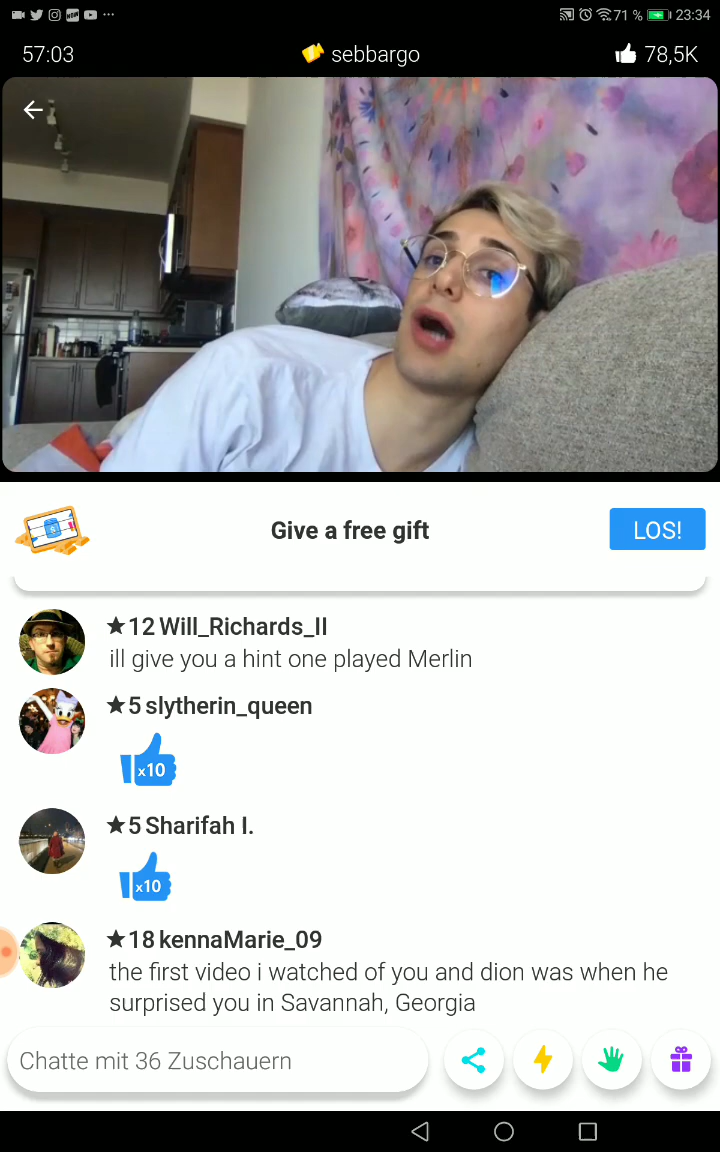 71 % 23:34
57:03 sebbargo 78,5K
Give a free gift LOS!
★12 Will_Richards_II
ill give you a hint one played Merlin
★5 slytherin_queen
x10
★5 Sharifah I.
x10
★18 kennaMarie_09
the first video i watched of you and dion was when he
surprised you in Savannah, Georgia
Chatte mit 36 Zuschauern